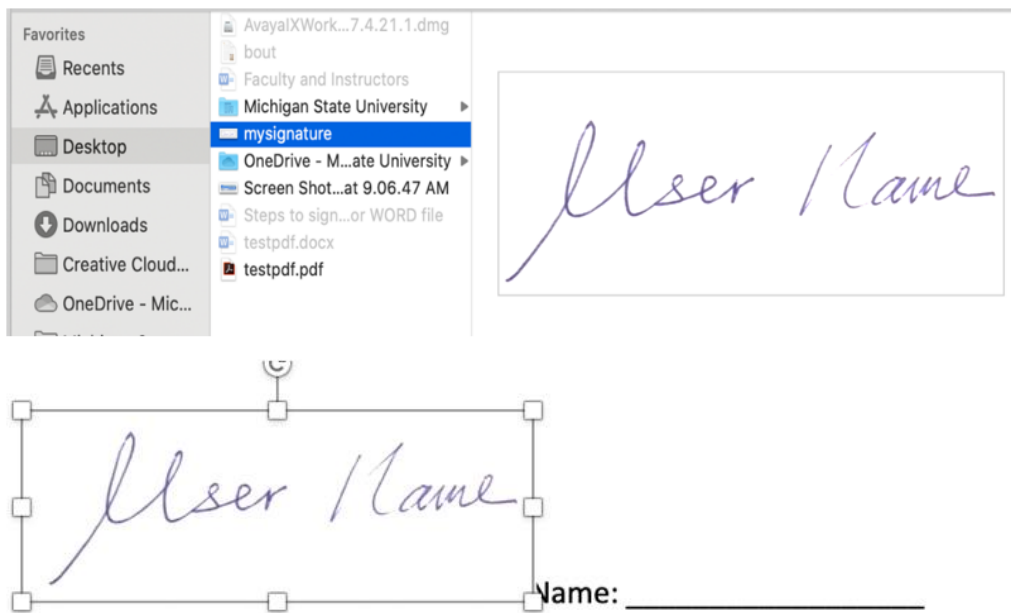 Favorites
Recents
Applications
Desktop
Documents
Downloads
Creative Cloud...
OneDrive - Mic...
AvayaIXWork...7.4.21.1.dmg
bout
Faculty and Instructors
Michigan State University
mysignature
OneDrive - M...ate University
Screen Shot...at 9.06.47 AM
Steps to sign...or WORD file
testpdf.docx
testpdf.pdf
User Name
User Name
Name: